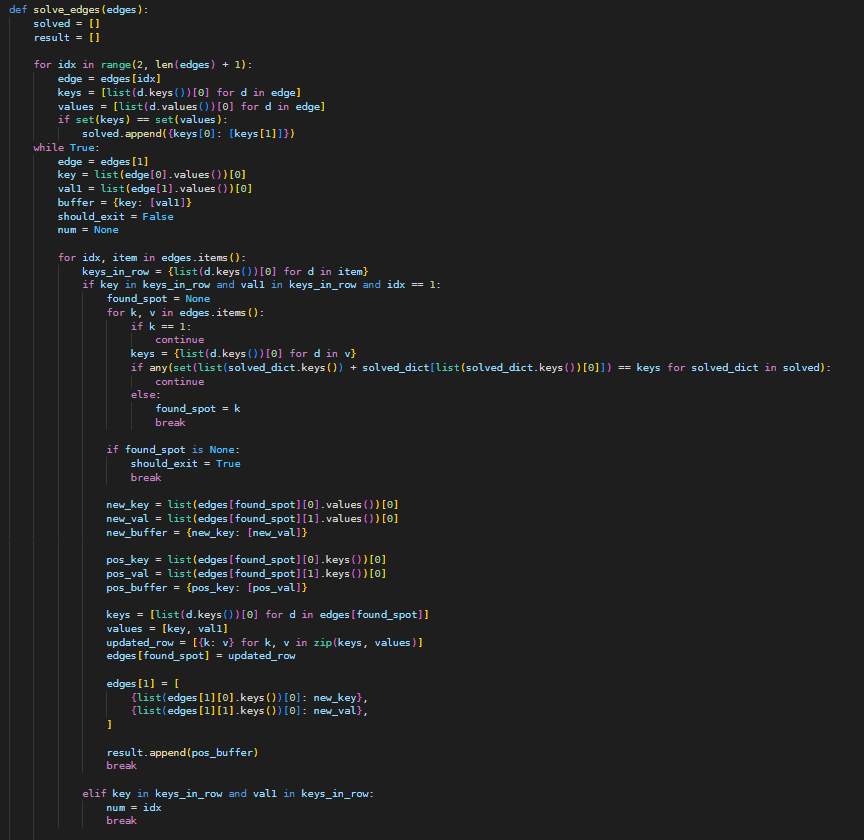 def solve_edges(edges):
    solved = []
    result = []

    for idx in range(2, len(edges) + 1):
        edge = edges[idx]
        keys = [list(d.keys())[0] for d in edge]
        values = [list(d.values())[0] for d in edge]
        if set(keys) == set(values):
            solved.append({keys[0]: [keys[1]]})
    while True:
        edge = edges[1]
        key = list(edge[0].values())[0]
        val1 = list(edge[1].values())[0]
        buffer = {key: [val1]}
        should_exit = False
        num = None

        for idx, item in edges.items():
            keys_in_row = {list(d.keys())[0] for d in item}
            if key in keys_in_row and val1 in keys_in_row and idx == 1:
                found_spot = None
                for k, v in edges.items():
                    if k == 1:
                        continue
                    keys = {list(d.keys())[0] for d in v}
                    if any(set(list(solved_dict.keys()) + solved_dict[list(solved_dict.keys())[0]]) == keys for solved_dict in solved):
                        continue
                    else:
                        found_spot = k
                        break

                if found_spot is None:
                    should_exit = True
                    break

                new_key = list(edges[found_spot][0].values())[0]
                new_val = list(edges[found_spot][1].values())[0]
                new_buffer = {new_key: [new_val]}

                pos_key = list(edges[found_spot][0].keys())[0]
                pos_val = list(edges[found_spot][1].keys())[0]
                pos_buffer = {pos_key: [pos_val]}

                keys = [list(d.keys())[0] for d in edges[found_spot]]
                values = [key, val1]
                updated_row = [{k: v} for k, v in zip(keys, values)]
                edges[found_spot] = updated_row

                edges[1] = [
                    {list(edges[1][0].keys())[0]: new_key},
                    {list(edges[1][1].keys())[0]: new_val},
                ]

                result.append(pos_buffer)
                break

            elif key in keys_in_row and val1 in keys_in_row:
                num = idx
                break